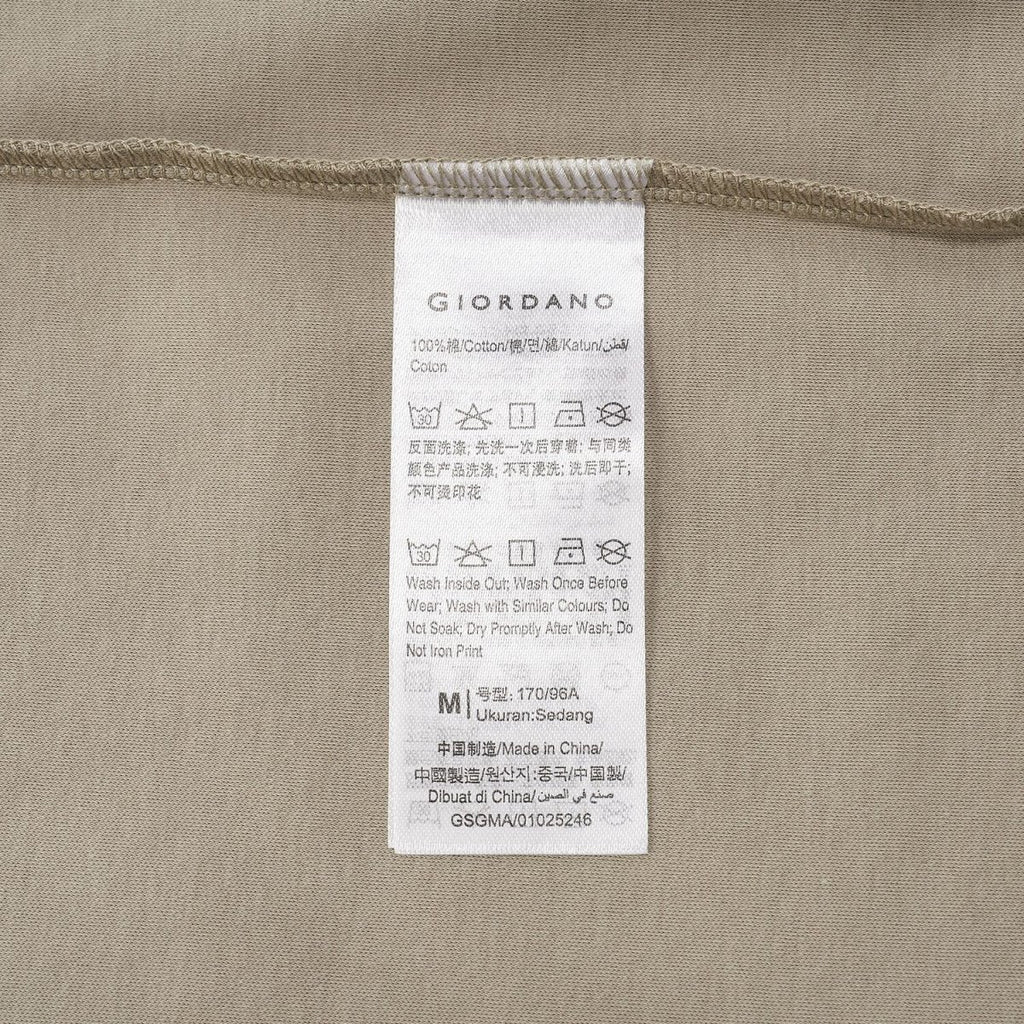 GIORDANO
100%棉/Cotton/棉/면/綿/Katun/قطن/
Coton
30
反面洗涤; 先洗一次后穿着; 与同类
颜色产品洗涤; 不可浸洗; 洗后即干;
不可烫印花
30
Wash Inside Out; Wash Once Before
Wear; Wash with Similar Colours; Do
Not Soak; Dry Promptly After Wash; Do
Not Iron Print
M 号型: 170/96A
Ukuran:Sedang
中国制造/Made in China/
中國製造/원산지:중국/中国製/
Dibuat di China/صنع في الصين
GSGMA/01025246